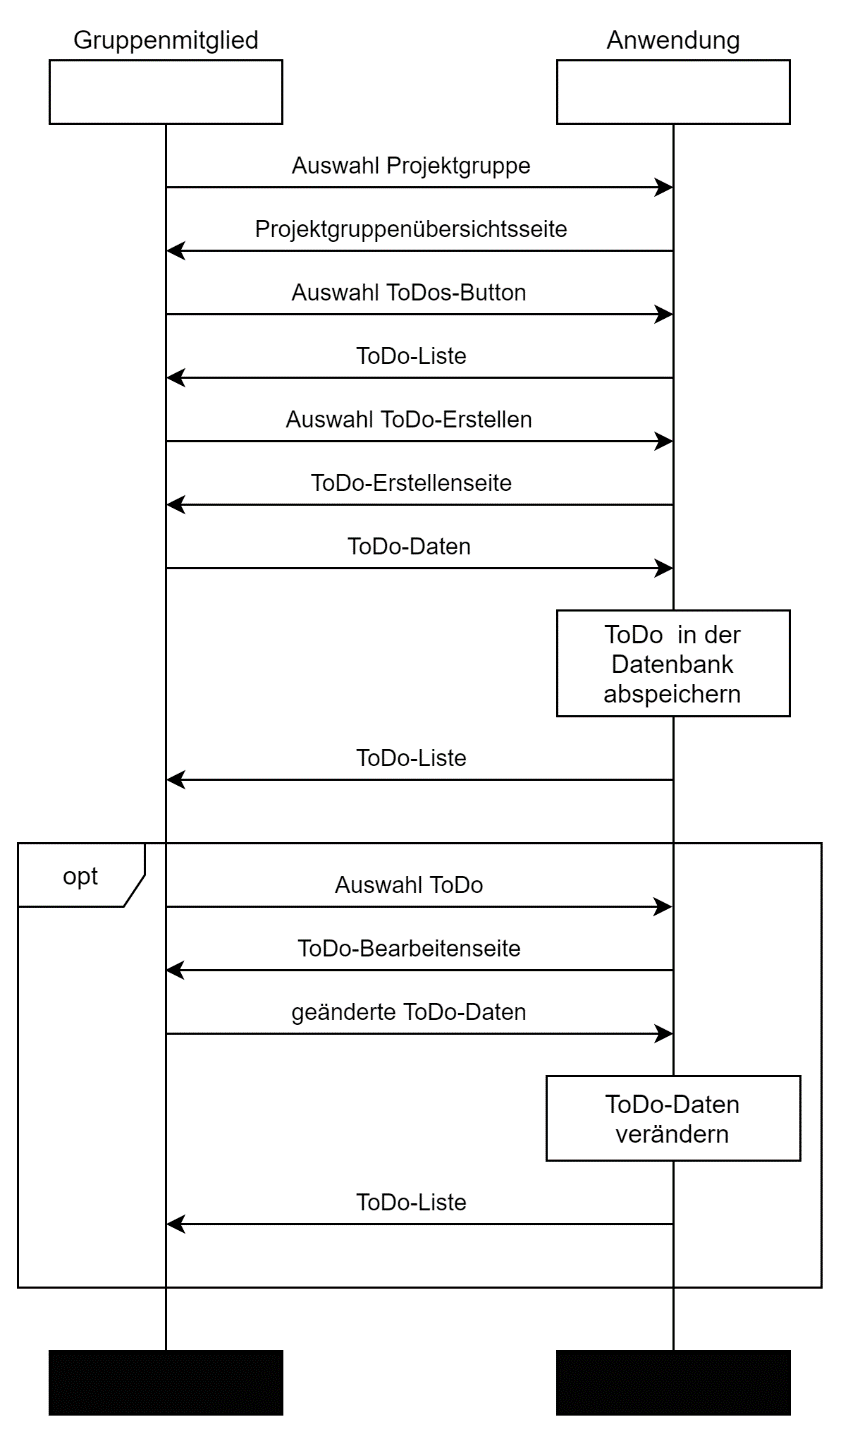 Gruppenmitglied
Anwendung
Auswahl Projektgruppe
Projektgruppenübersichtsseite
Auswahl ToDos-Button
ToDo-Liste
Auswahl ToDo-Erstellen
ToDo-Erstellenseite
ToDo-Daten
ToDo in der
Datenbank
abspeichern
ToDo-Liste
opt
Auswahl ToDo
ToDo-Bearbeitenseite
geänderte ToDo-Daten
ToDo-Daten
verändern
ToDo-Liste